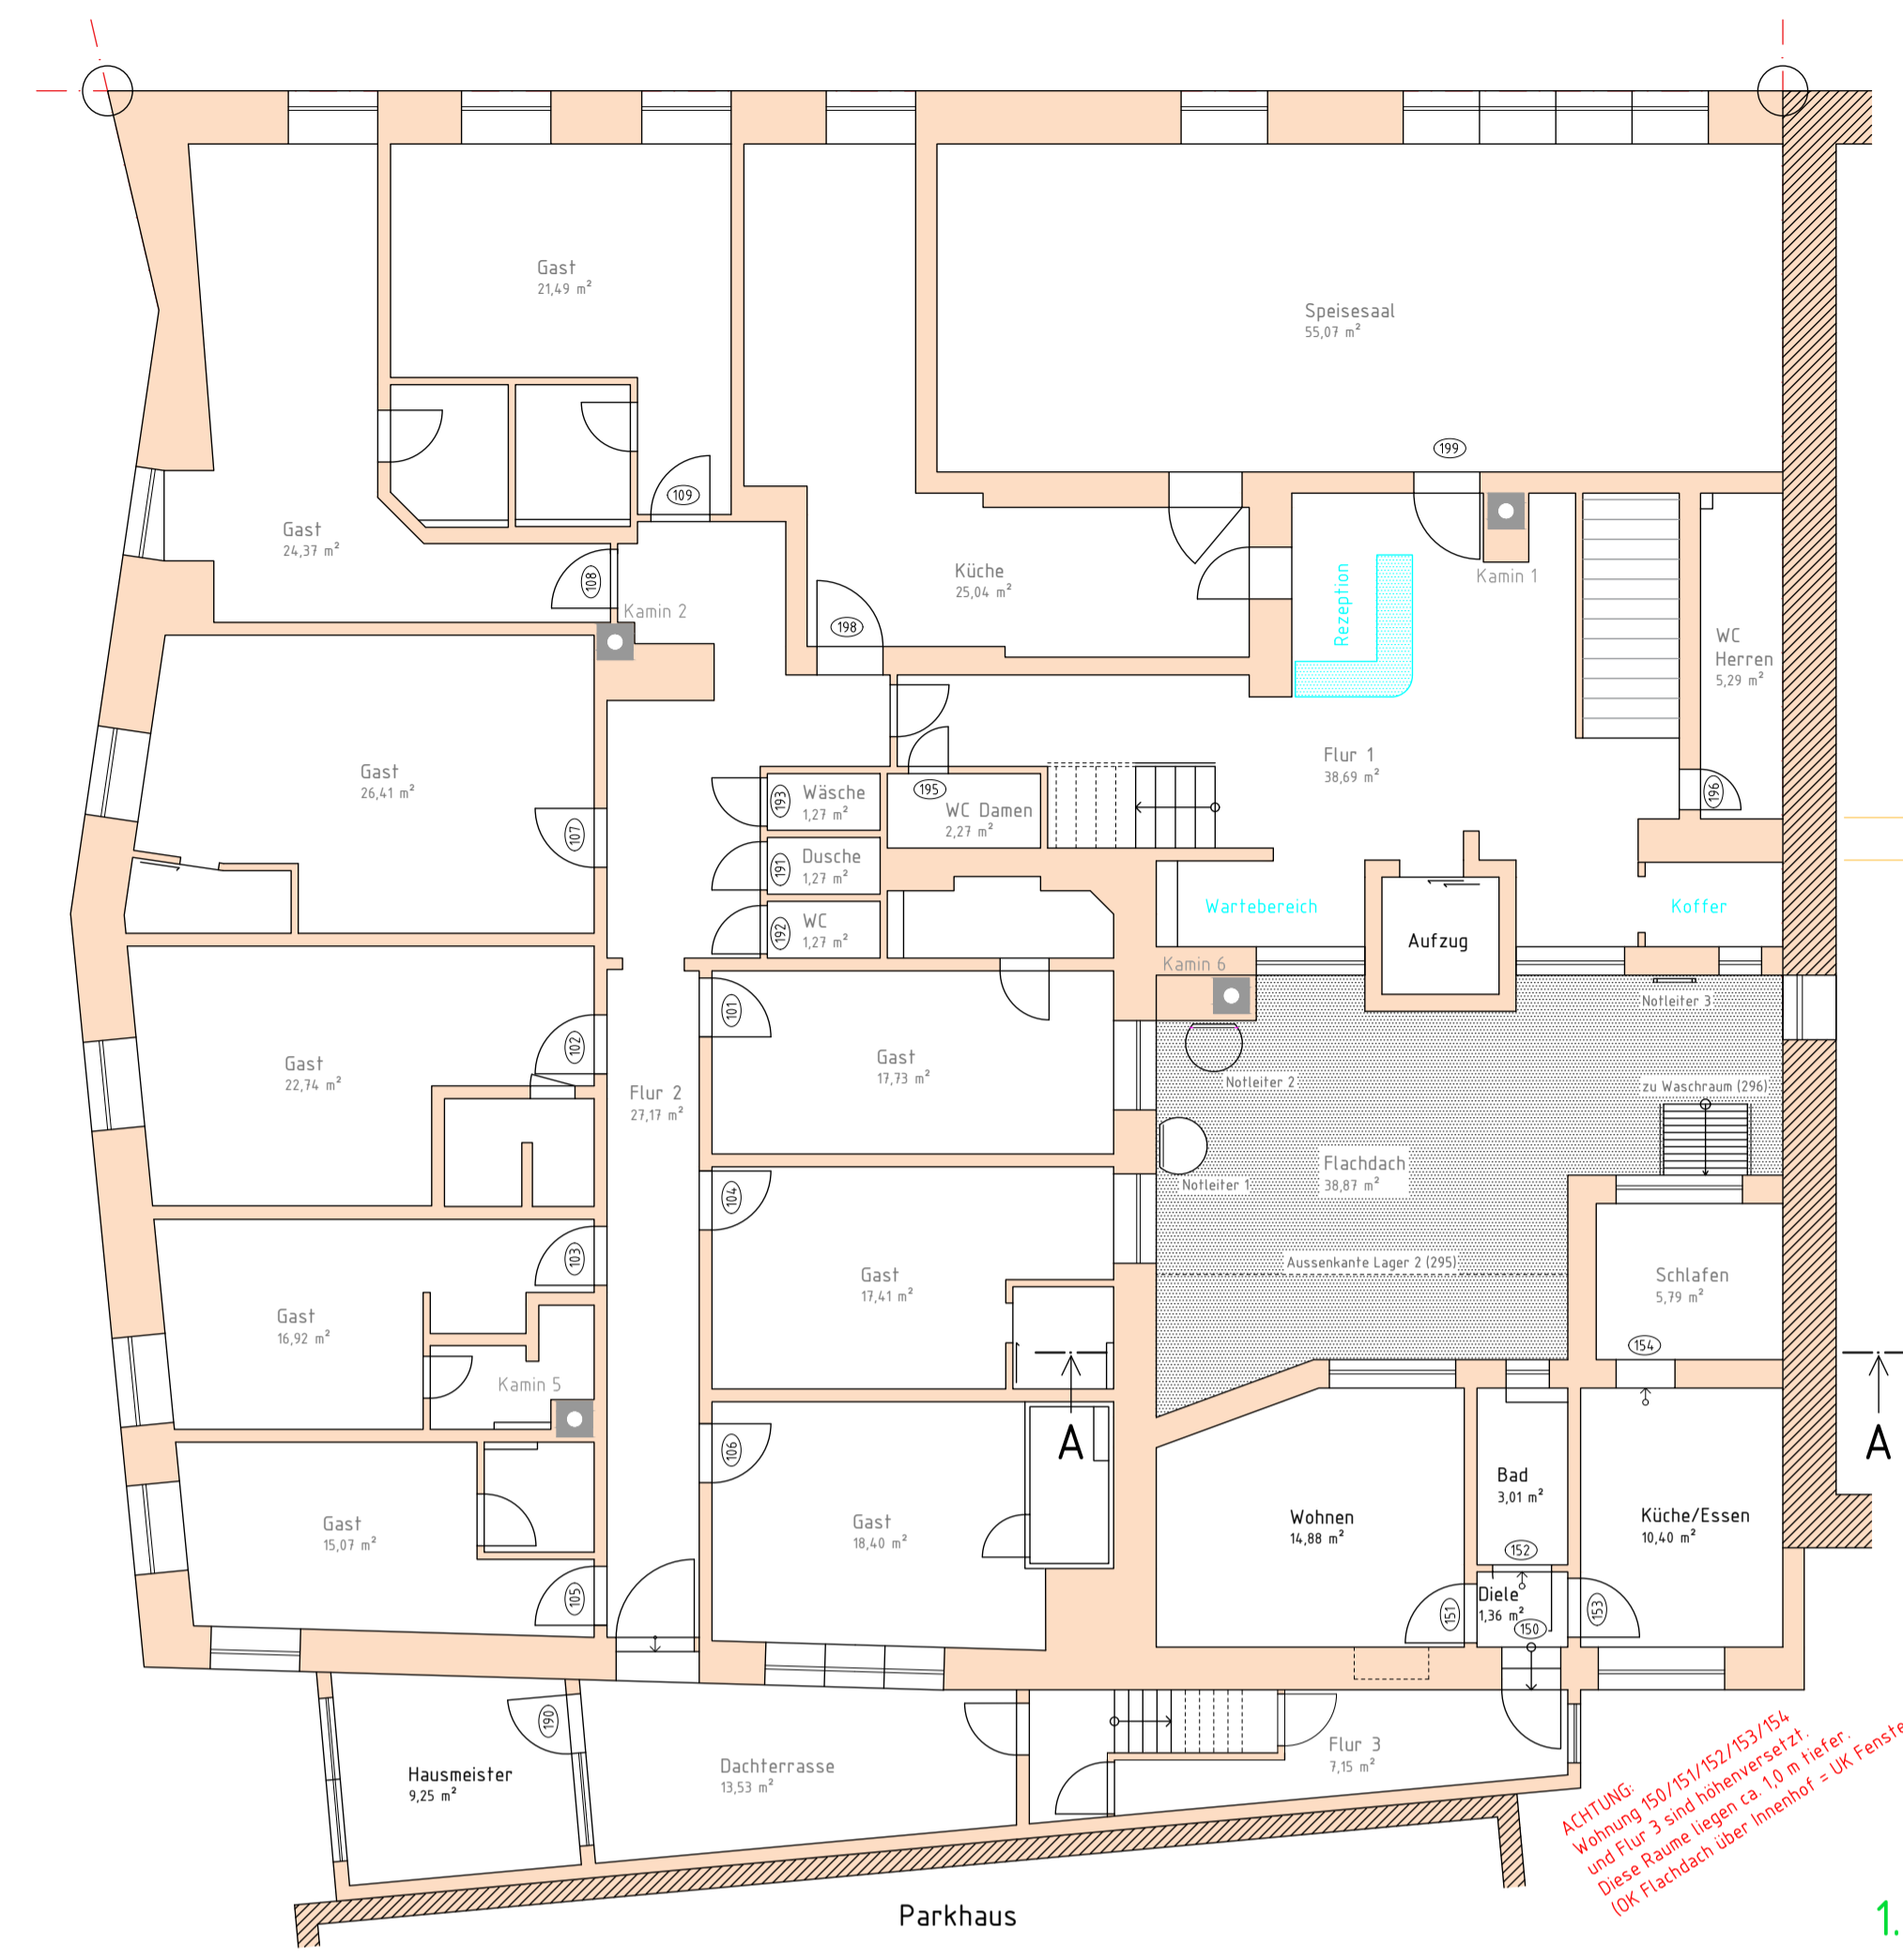 Gast
21,49 m²
Speisesaal
55,07 m²
199
109
Gast
24,37 m²
108
Kamin 2
Küche
25,04 m²
198
Rezeption
Kamin 1
WC
Herren
5,29 m²
Gast
26,41 m²
107
193
Wäsche
1,27 m²
195
WC Damen
2,27 m²
Flur 1
38,69 m²
196
191
Dusche
1,27 m²
192
WC
1,27 m²
Wartebereich
Aufzug
Koffer
Kamin 6
Notleiter 3
101
102
Gast
22,74 m²
Flur 2
27,17 m²
Gast
17,73 m²
Notleiter 2
zu Waschraum (296)
Notleiter 1
Flachdach
38,87 m²
104
103
Gast
16,92 m²
Gast
17,41 m²
Aussenkante Lager 2 (295)
Schlafen
5,79 m²
154
Kamin 5
A
A
106
Gast
15,07 m²
Gast
18,40 m²
Wohnen
14,88 m²
Bad
3,01 m²
Küche/Essen
10,40 m²
152
105
151
Diele
1,36 m²
150
153
190
Hausmeister
9,25 m²
Dachterrasse
13,53 m²
Flur 3
7,15 m²
ACHTUNG:
Wohnung 150/151/152/153/154
und Flur 3 sind höhenversetzt.
Diese Raume liegen ca. 1,0 m tiefer.
(OK Flachdach über Innenhof = UK Fenste
Parkhaus
1.